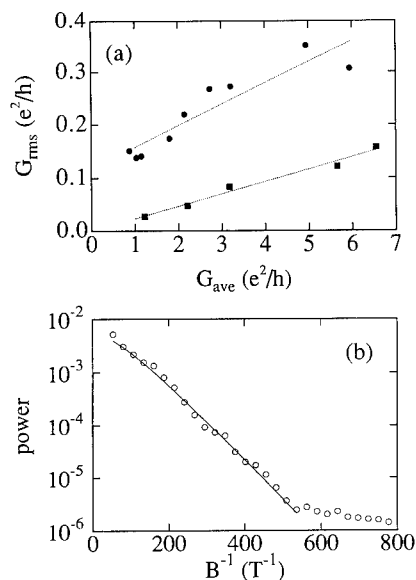 (a)
0.4
0.3
0.2
0.1
0.0
G_rms (e²/h)
0 1 2 3 4 5 6 7
G_ave (e²/h)
(b)
10⁻²
10⁻³
10⁻⁴
10⁻⁵
10⁻⁶
power
0 200 400 600 800
B⁻¹ (T⁻¹)